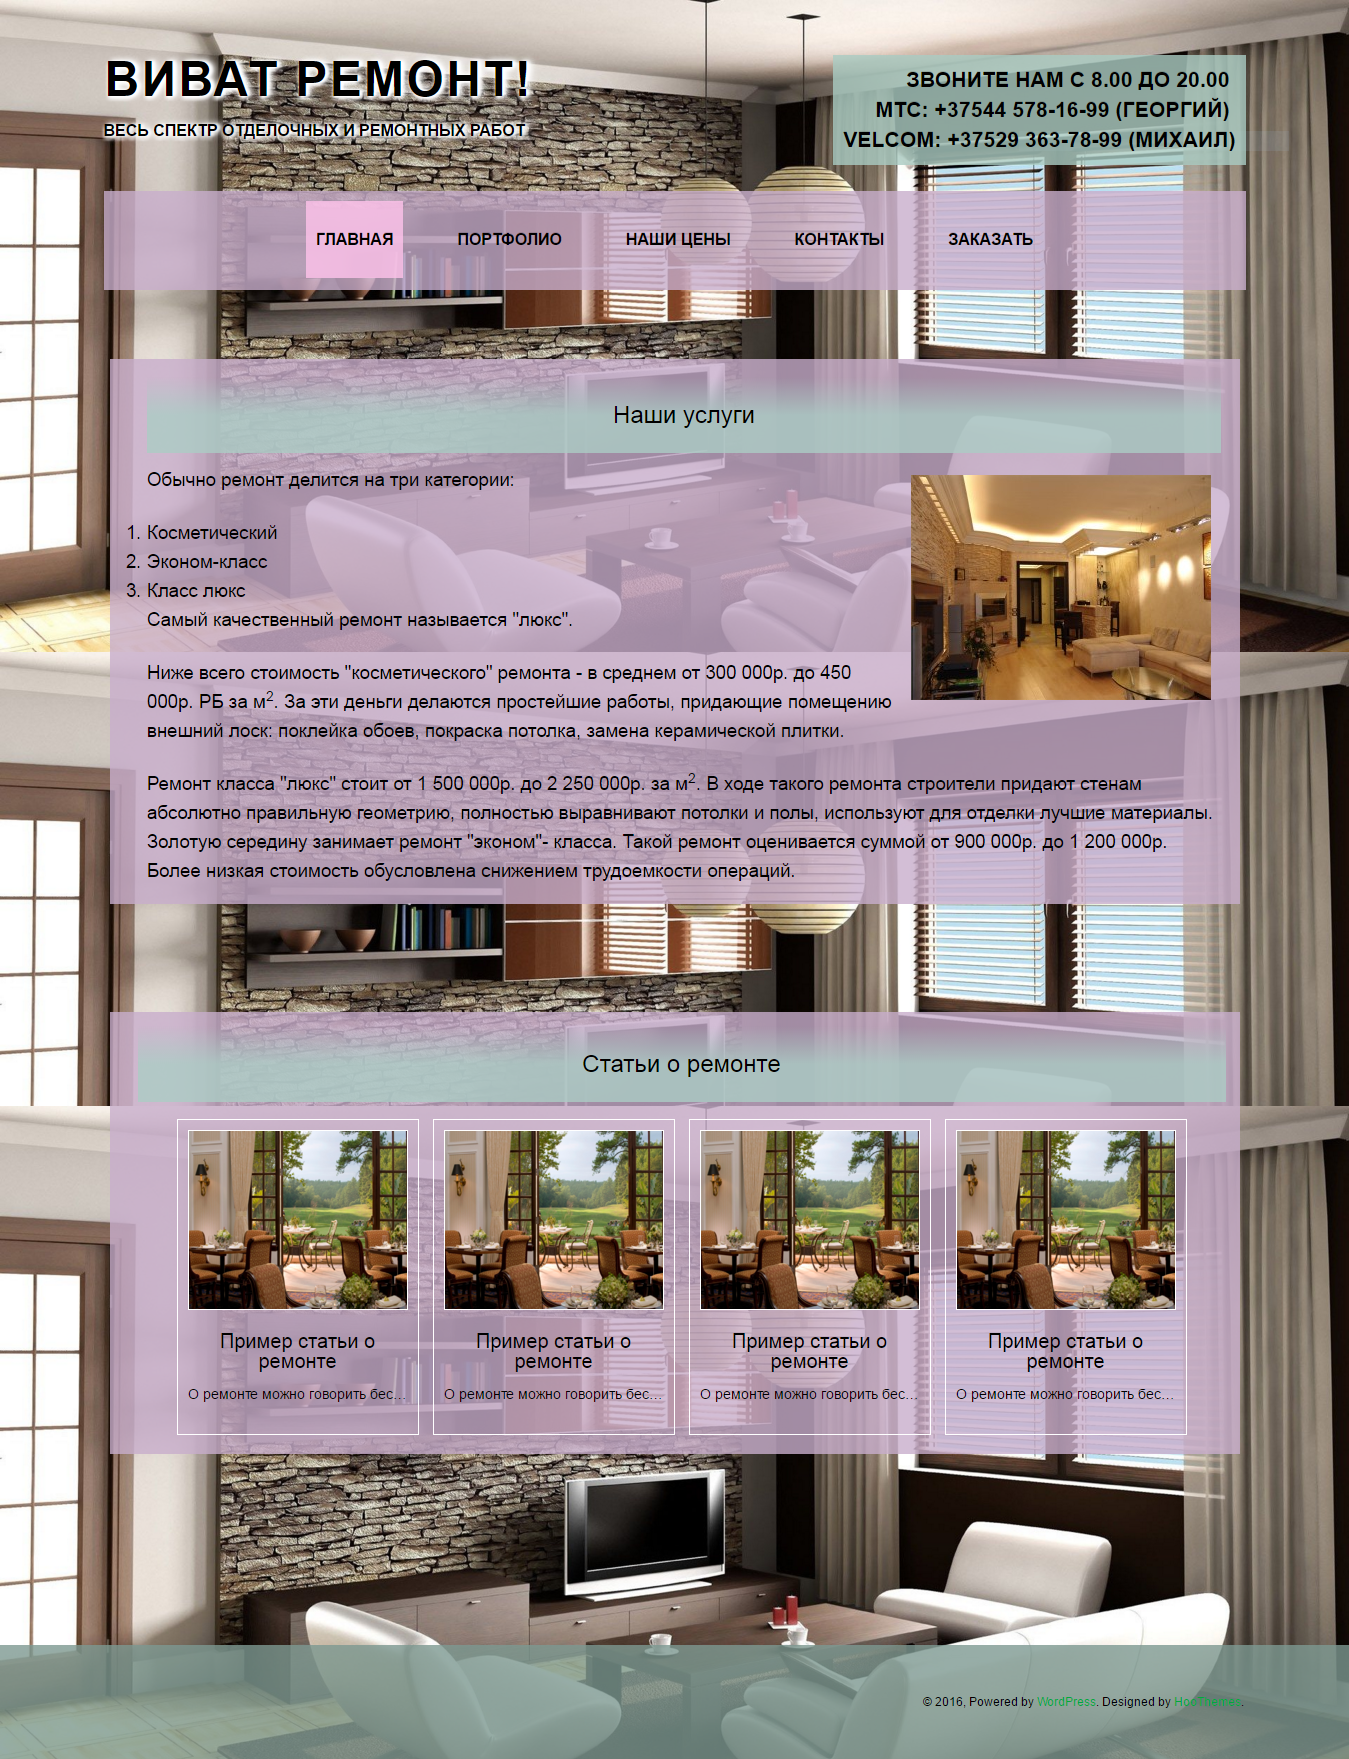 ВИВАТ РЕМОНТ!
ВЕСЬ СПЕКТР ОТДЕЛОЧНЫХ И РЕМОНТНЫХ РАБОТ
ЗВОНИТЕ НАМ С 8.00 ДО 20.00
МТС: +37544 578-16-99 (ГЕОРГИЙ)
VELCOM: +37529 363-78-99 (МИХАИЛ)
ГЛАВНАЯ ПОРТФОЛИО НАШИ ЦЕНЫ КОНТАКТЫ ЗАКАЗАТЬ
Наши услуги
Обычно ремонт делится на три категории:
1. Косметический
2. Эконом-класс
3. Класс люкс
Самый качественный ремонт называется "люкс".
Ниже всего стоимость "косметического" ремонта - в среднем от 300 000р. до 450
000р. РБ за м2. За эти деньги делаются простейшие работы, придающие помещению
внешний лоск: поклейка обоев, покраска потолка, замена керамической плитки.
Ремонт класса "люкс" стоит от 1 500 000р. до 2 250 000р. за м2. В ходе такого ремонта строители придают стенам
абсолютно правильную геометрию, полностью выравнивают потолки и полы, используют для отделки лучшие материалы.
Золотую середину занимает ремонт "эконом"- класса. Такой ремонт оценивается суммой от 900 000р. до 1 200 000р.
Более низкая стоимость обусловлена снижением трудоемкости операций.
Статьи о ремонте
Пример статьи о
ремонте
О ремонте можно говорить бес...
Пример статьи о
ремонте
О ремонте можно говорить бес...
Пример статьи о
ремонте
О ремонте можно говорить бес...
Пример статьи о
ремонте
О ремонте можно говорить бес...
© 2016, Powered by WordPress. Designed by